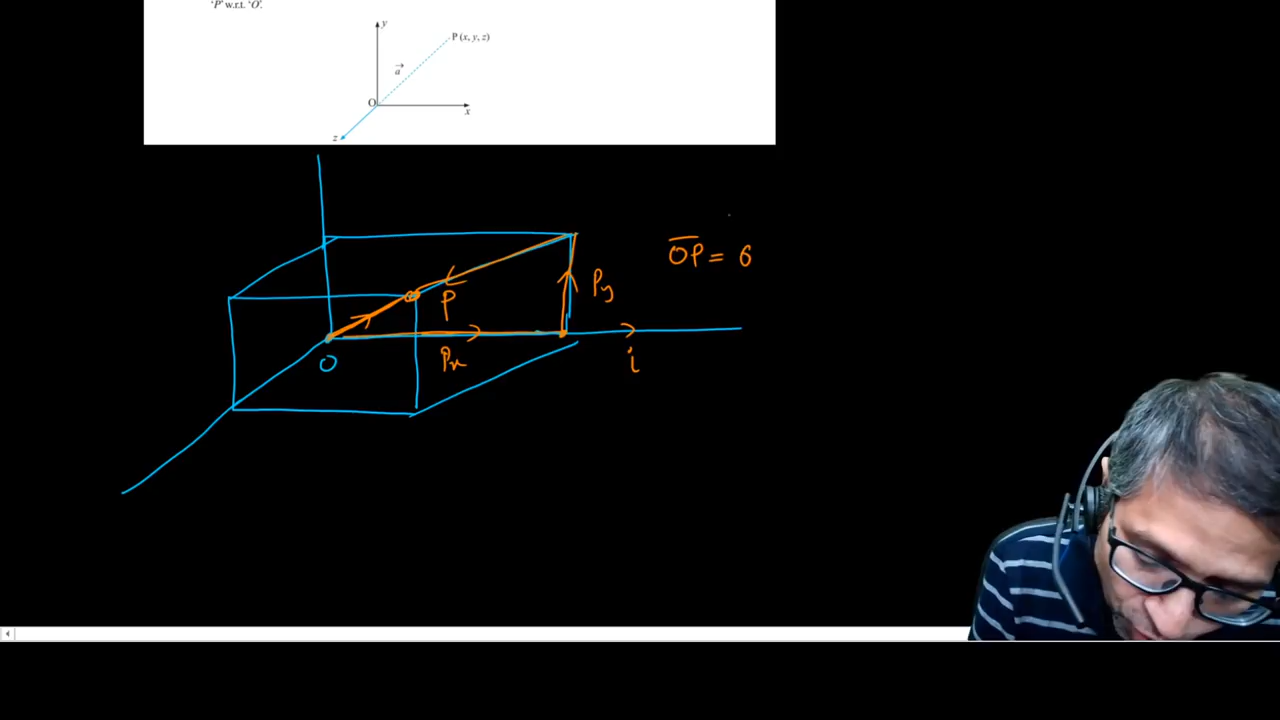 'P' w.r.t. 'O'.
y
P (x, y, z)
a
O
x
z
OP = 6
P
Py
O
Px
i